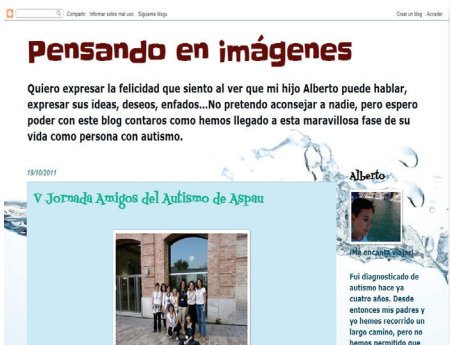 Compartir Informar sobre mal uso Siguiente blog» Crear un blog Acceder
Pensando en imágenes
Quiero expresar la felicidad que siento al ver que mi hijo Alberto puede hablar,
expresar sus ideas, deseos, enfados...No pretendo aconsejar a nadie, pero espero
poder con este blog contaros como hemos llegado a esta maravillosa fase de su
vida como persona con autismo.
19/10/2011
V Jornada Amigos del Autismo de Aspau
Alberto
¡Me encanta viajar!
Fui diagnosticado de
autismo hace ya
cuatro años. Desde
entonces mis padres y
yo hemos recorrido un
largo camino, pero no
hemos permitido que